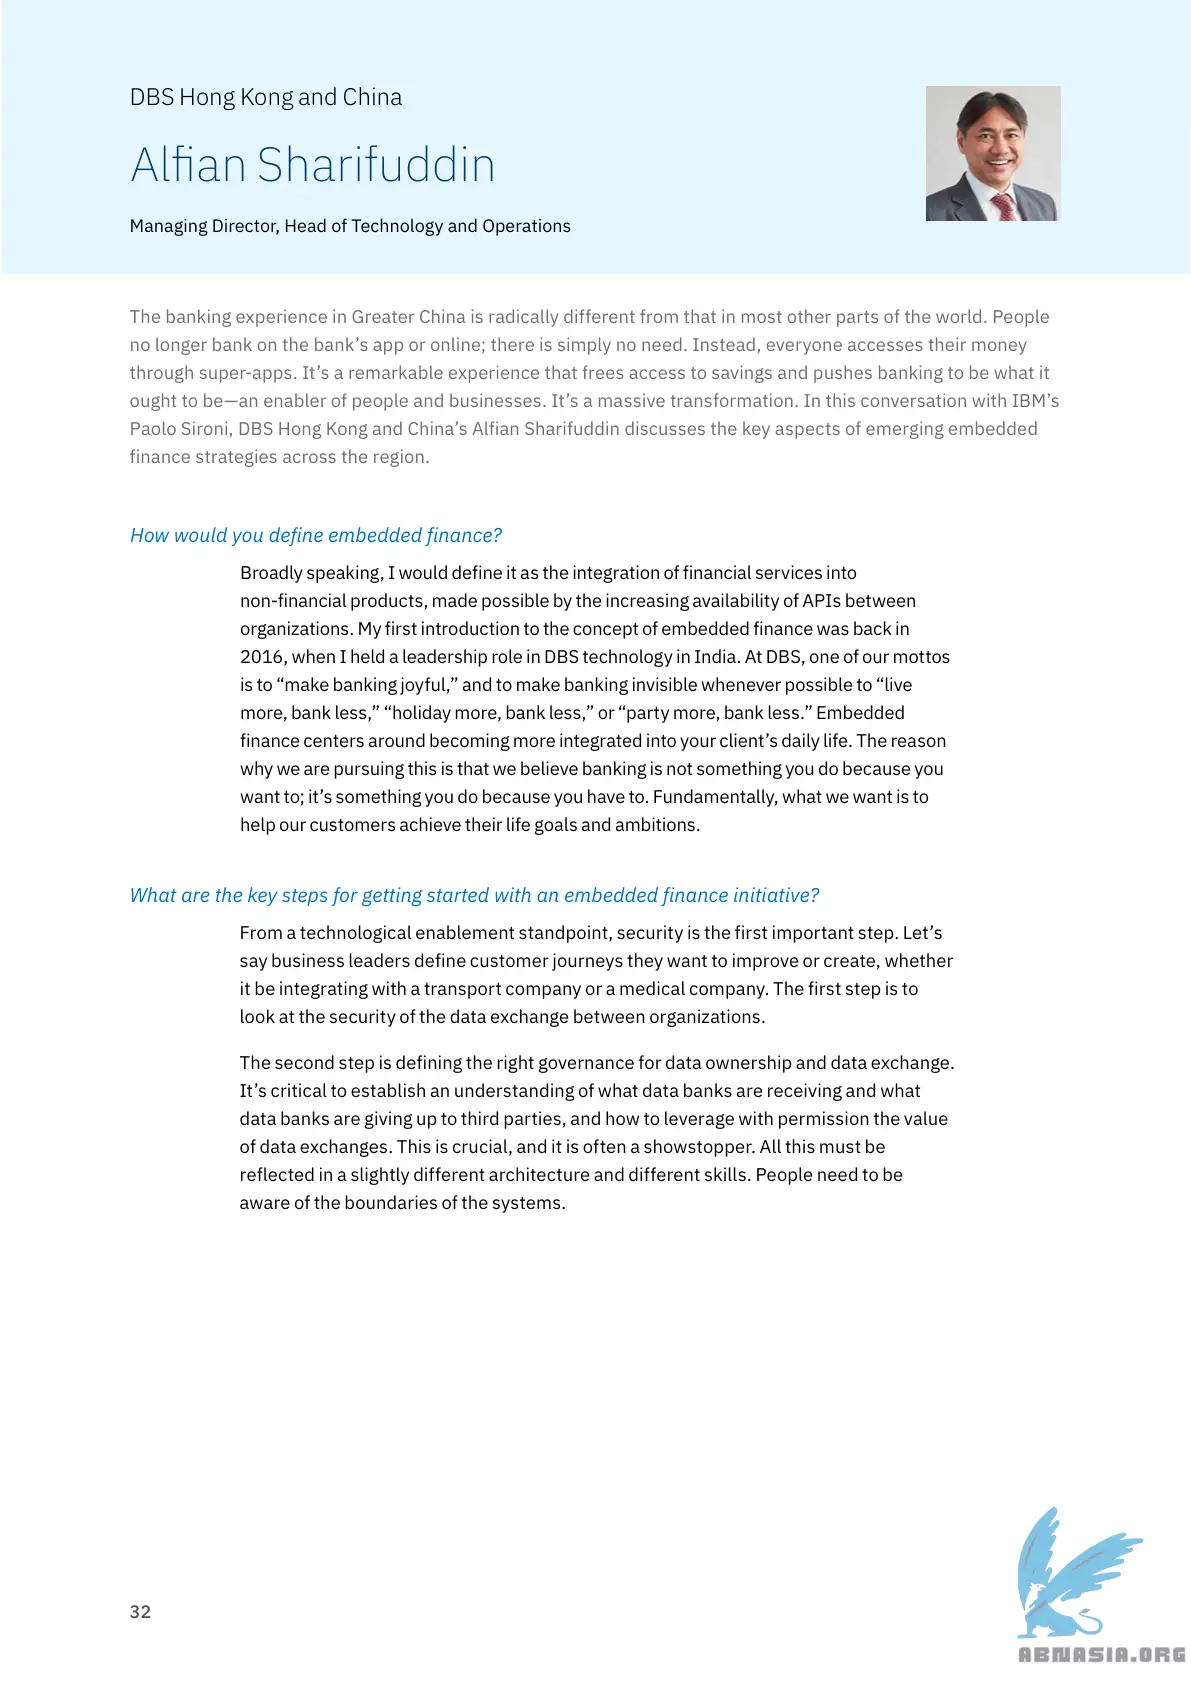 DBS Hong Kong and China
Alfian Sharifuddin
Managing Director, Head of Technology and Operations
The banking experience in Greater China is radically different from that in most other parts of the world. People
no longer bank on the bank’s app or online; there is simply no need. Instead, everyone accesses their money
through super-apps. It’s a remarkable experience that frees access to savings and pushes banking to be what it
ought to be—an enabler of people and businesses. It’s a massive transformation. In this conversation with IBM’s
Paolo Sironi, DBS Hong Kong and China’s Alfian Sharifuddin discusses the key aspects of emerging embedded
finance strategies across the region.
How would you define embedded finance?
Broadly speaking, I would define it as the integration of financial services into
non-financial products, made possible by the increasing availability of APIs between
organizations. My first introduction to the concept of embedded finance was back in
2016, when I held a leadership role in DBS technology in India. At DBS, one of our mottos
is to “make banking joyful,” and to make banking invisible whenever possible to “live
more, bank less,” “holiday more, bank less,” or “party more, bank less.” Embedded
finance centers around becoming more integrated into your client’s daily life. The reason
why we are pursuing this is that we believe banking is not something you do because you
want to; it’s something you do because you have to. Fundamentally, what we want is to
help our customers achieve their life goals and ambitions.
What are the key steps for getting started with an embedded finance initiative?
From a technological enablement standpoint, security is the first important step. Let’s
say business leaders define customer journeys they want to improve or create, whether
it be integrating with a transport company or a medical company. The first step is to
look at the security of the data exchange between organizations.
The second step is defining the right governance for data ownership and data exchange.
It’s critical to establish an understanding of what data banks are receiving and what
data banks are giving up to third parties, and how to leverage with permission the value
of data exchanges. This is crucial, and it is often a showstopper. All this must be
reflected in a slightly different architecture and different skills. People need to be
aware of the boundaries of the systems.
32
ABNASIA.ORG